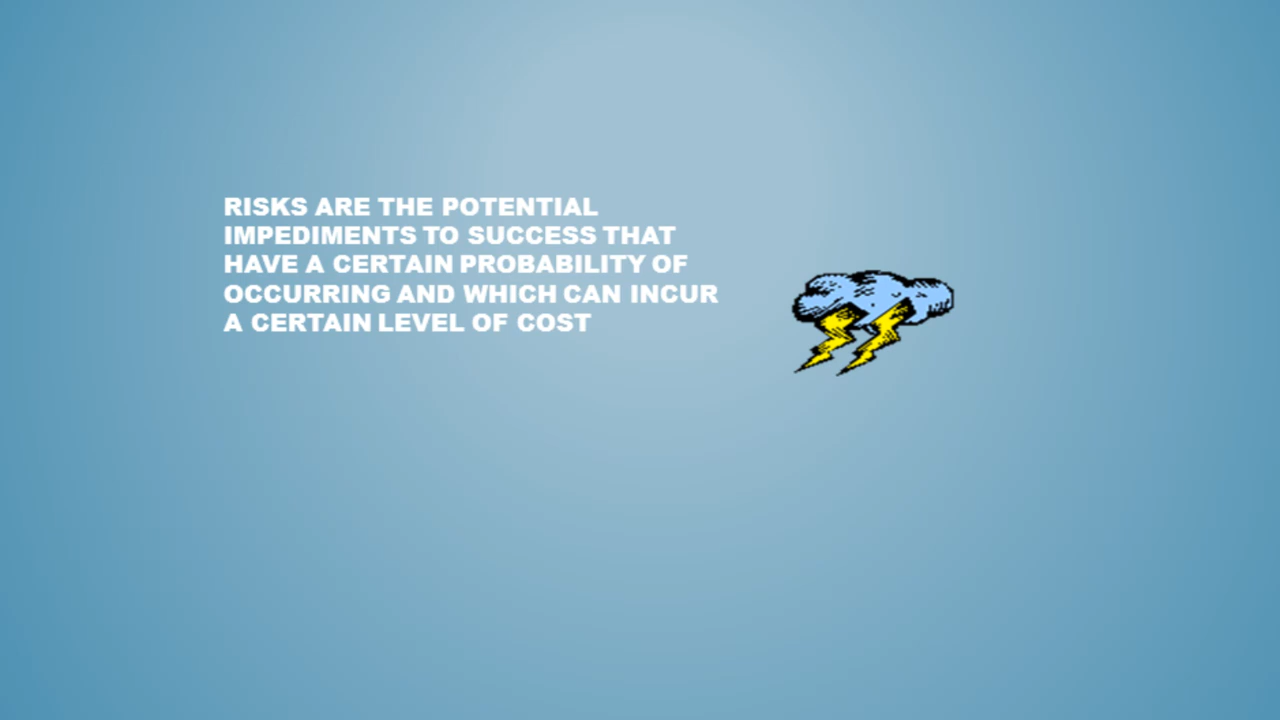 RISKS ARE THE POTENTIAL
IMPEDIMENTS TO SUCCESS THAT
HAVE A CERTAIN PROBABILITY OF
OCCURRING AND WHICH CAN INCUR
A CERTAIN LEVEL OF COST